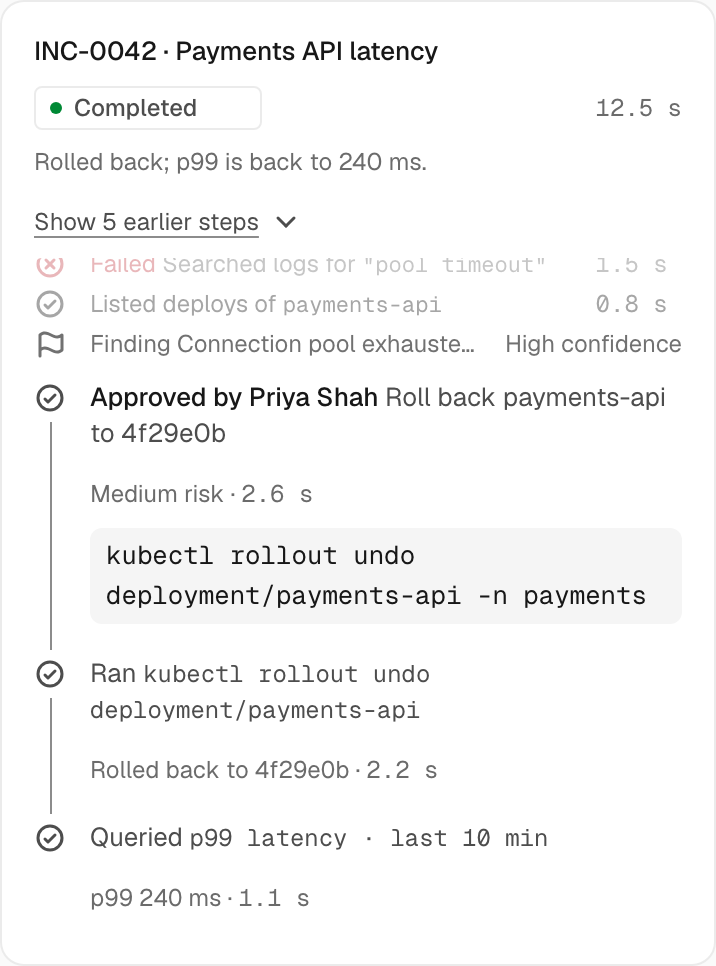 INC-0042 · Payments API latency
Completed
12.5 s
Rolled back; p99 is back to 240 ms.
Show 5 earlier steps
Failed Searched logs for "pool timeout" 1.5 s
Listed deploys of payments-api 0.8 s
Finding Connection pool exhauste... High confidence
Approved by Priya Shah Roll back payments-api
to 4f29e0b
Medium risk · 2.6 s
kubectl rollout undo
deployment/payments-api -n payments
Ran kubectl rollout undo
deployment/payments-api
Rolled back to 4f29e0b · 2.2 s
Queried p99 latency · last 10 min
p99 240 ms · 1.1 s